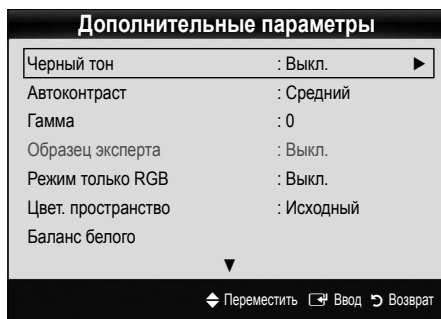 Дополнительные параметры
Черный тон : Выкл. ►
Автоконтраст : Средний
Гамма : 0
Образец эксперта : Выкл.
Режим только RGB : Выкл.
Цвет. пространство : Исходный
Баланс белого
▼
Переместить Ввод Возврат